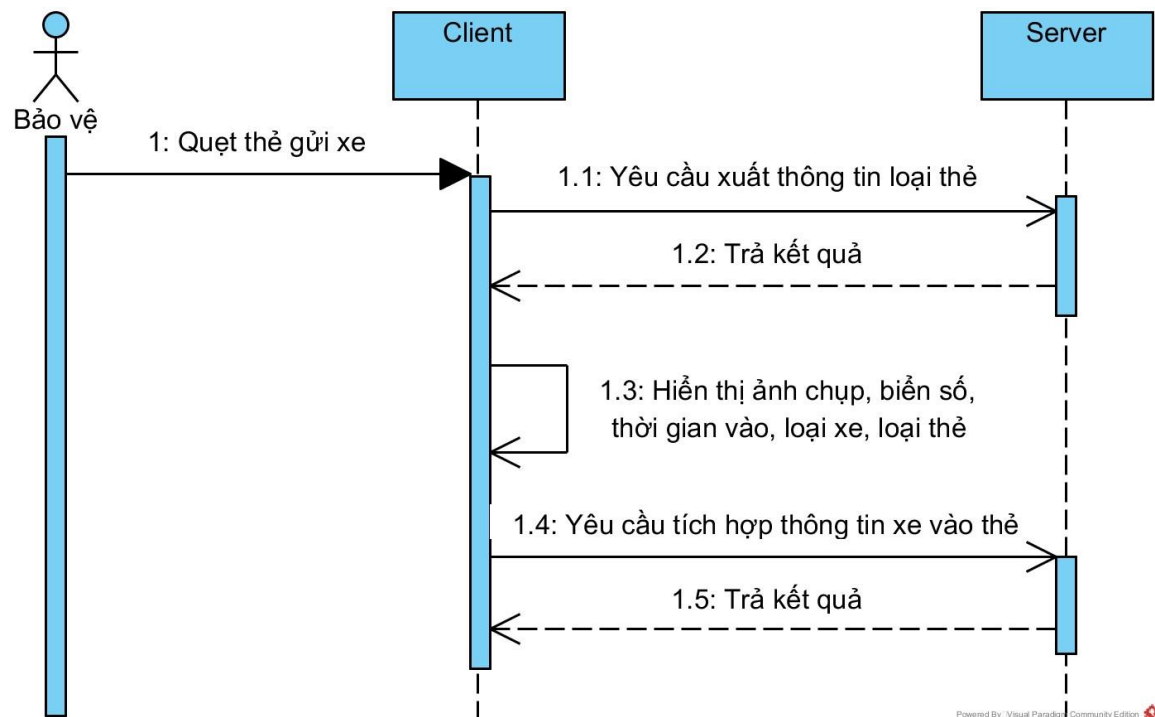 Client
Server
Bảo vệ
1: Quẹt thẻ gửi xe
1.1: Yêu cầu xuất thông tin loại thẻ
1.2: Trả kết quả
1.3: Hiển thị ảnh chụp, biển số,
thời gian vào, loại xe, loại thẻ
1.4: Yêu cầu tích hợp thông tin xe vào thẻ
1.5: Trả kết quả
Powered By Visual Paradigm Community Edition